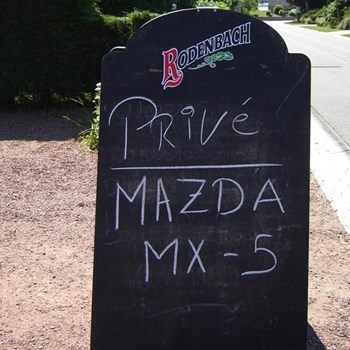 RODENBACH
PRIVÉ
MAZDA
MX-5